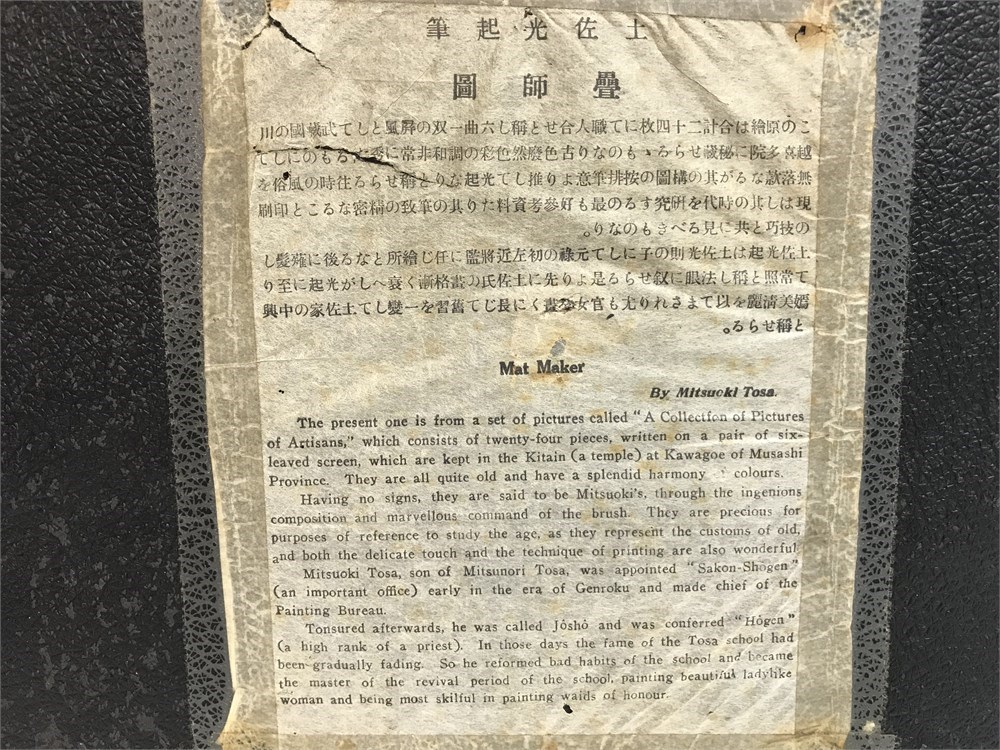 土佐光起筆
疊師圖
この原繪は合計二十四枚にて職人合せと稱し六曲一双の屏風として武藏國の川
越喜多院に秘藏せらるゝものなり古色蒼然色彩の調和非常に秀たるものにして
無落款なるが其の構圖の按排筆意より推して光起なりと稱せらる往時の風俗を
現はし其の時代を硏究するの最も好參考資料たり其の筆致の精密なること印刷
の技巧と共に見るべきものなり。
土佐光起は土佐光則の子にして元祿の初左近將監に任じ繪所となる後に薙髮し
て常照と稱し法眼に叙せらる是より先に土佐氏の畫格漸く衰へしが光起に至り
嫣美淸麗を以てまされり尤も官女を畫くに長じて舊習を一變して土佐家の中興
と稱せらる。
Mat Maker
By Mitsuoki Tosa.
The present one is from a set of pictures called "A Collectfon of Pictures
of Artisans," which consists of twenty-four pieces, written on a pair of six-
leaved screen, which are kept in the Kitain (a temple) at Kawagoe of Musashi
Province. They are all quite old and have a splendid harmony colours.
Having no signs, they are said to be Mitsuoki's, through the ingenions
composition and marvellous command of the brush. They are precious for
purposes of reference to study the age, as they represent the customs of old,
and both the delicate touch and the technique of printing are also wonderful
Mitsuoki Tosa, son of Mitsunori Tosa, was appointed "Sakon-Shōgen"
(an important office) early in the era of Genroku and made chief of the
Painting Bureau.
Tonsured afterwards, he was called Jōshō and was conferred "Hōgen"
(a high rank of a priest). In those days the fame of the Tosa school had
been gradually fading. So he reformed bad habits of the school and became
the master of the revival period of the school, painting beautiful ladylike
woman and being most skilful in painting waids of honour.